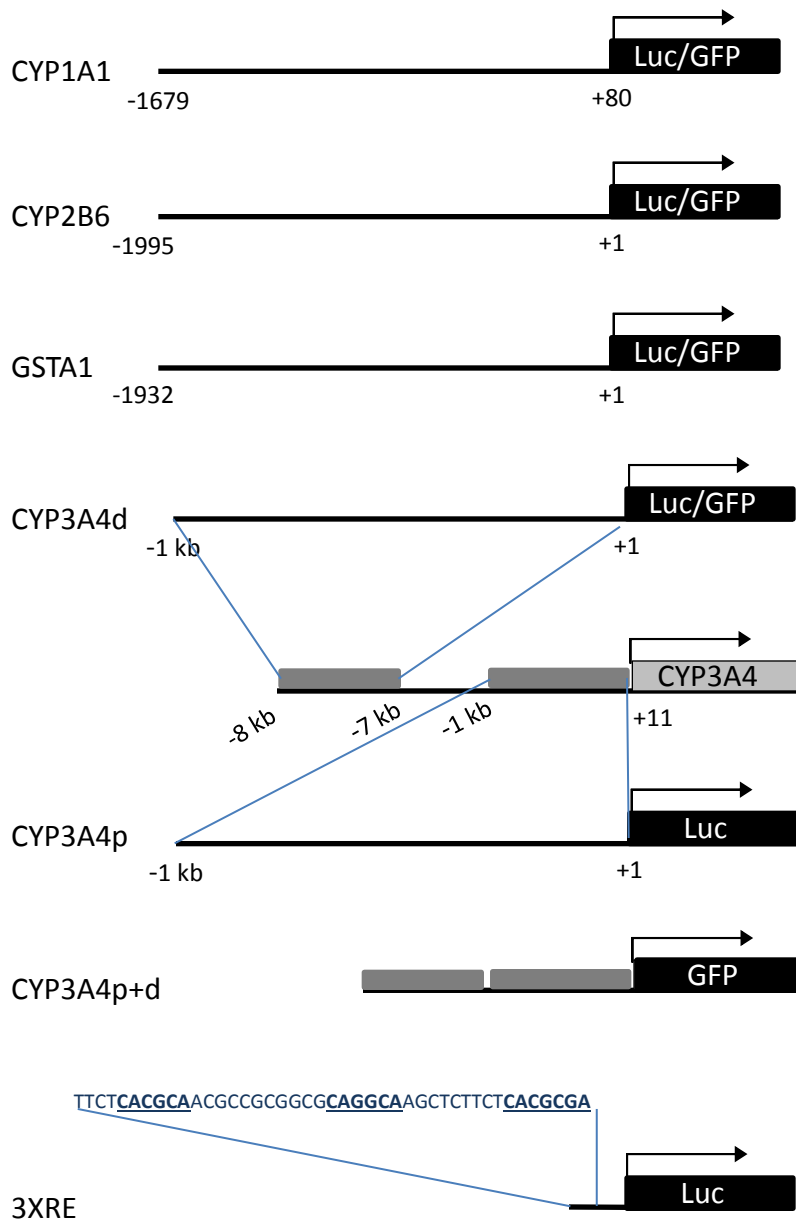 Luc/GFP
CYP1A1
-1679 +80
Luc/GFP
CYP2B6
-1995 +1
Luc/GFP
GSTA1
-1932 +1
Luc/GFP
CYP3A4d
-1 kb +1
CYP3A4
-8 kb -7 kb -1 kb +11
Luc
CYP3A4p
-1 kb +1
GFP
CYP3A4p+d
TTCTCACGCAACGCCGCGGCGCAGGCAAGCTCTTCTCACGCGA
Luc
3XRE